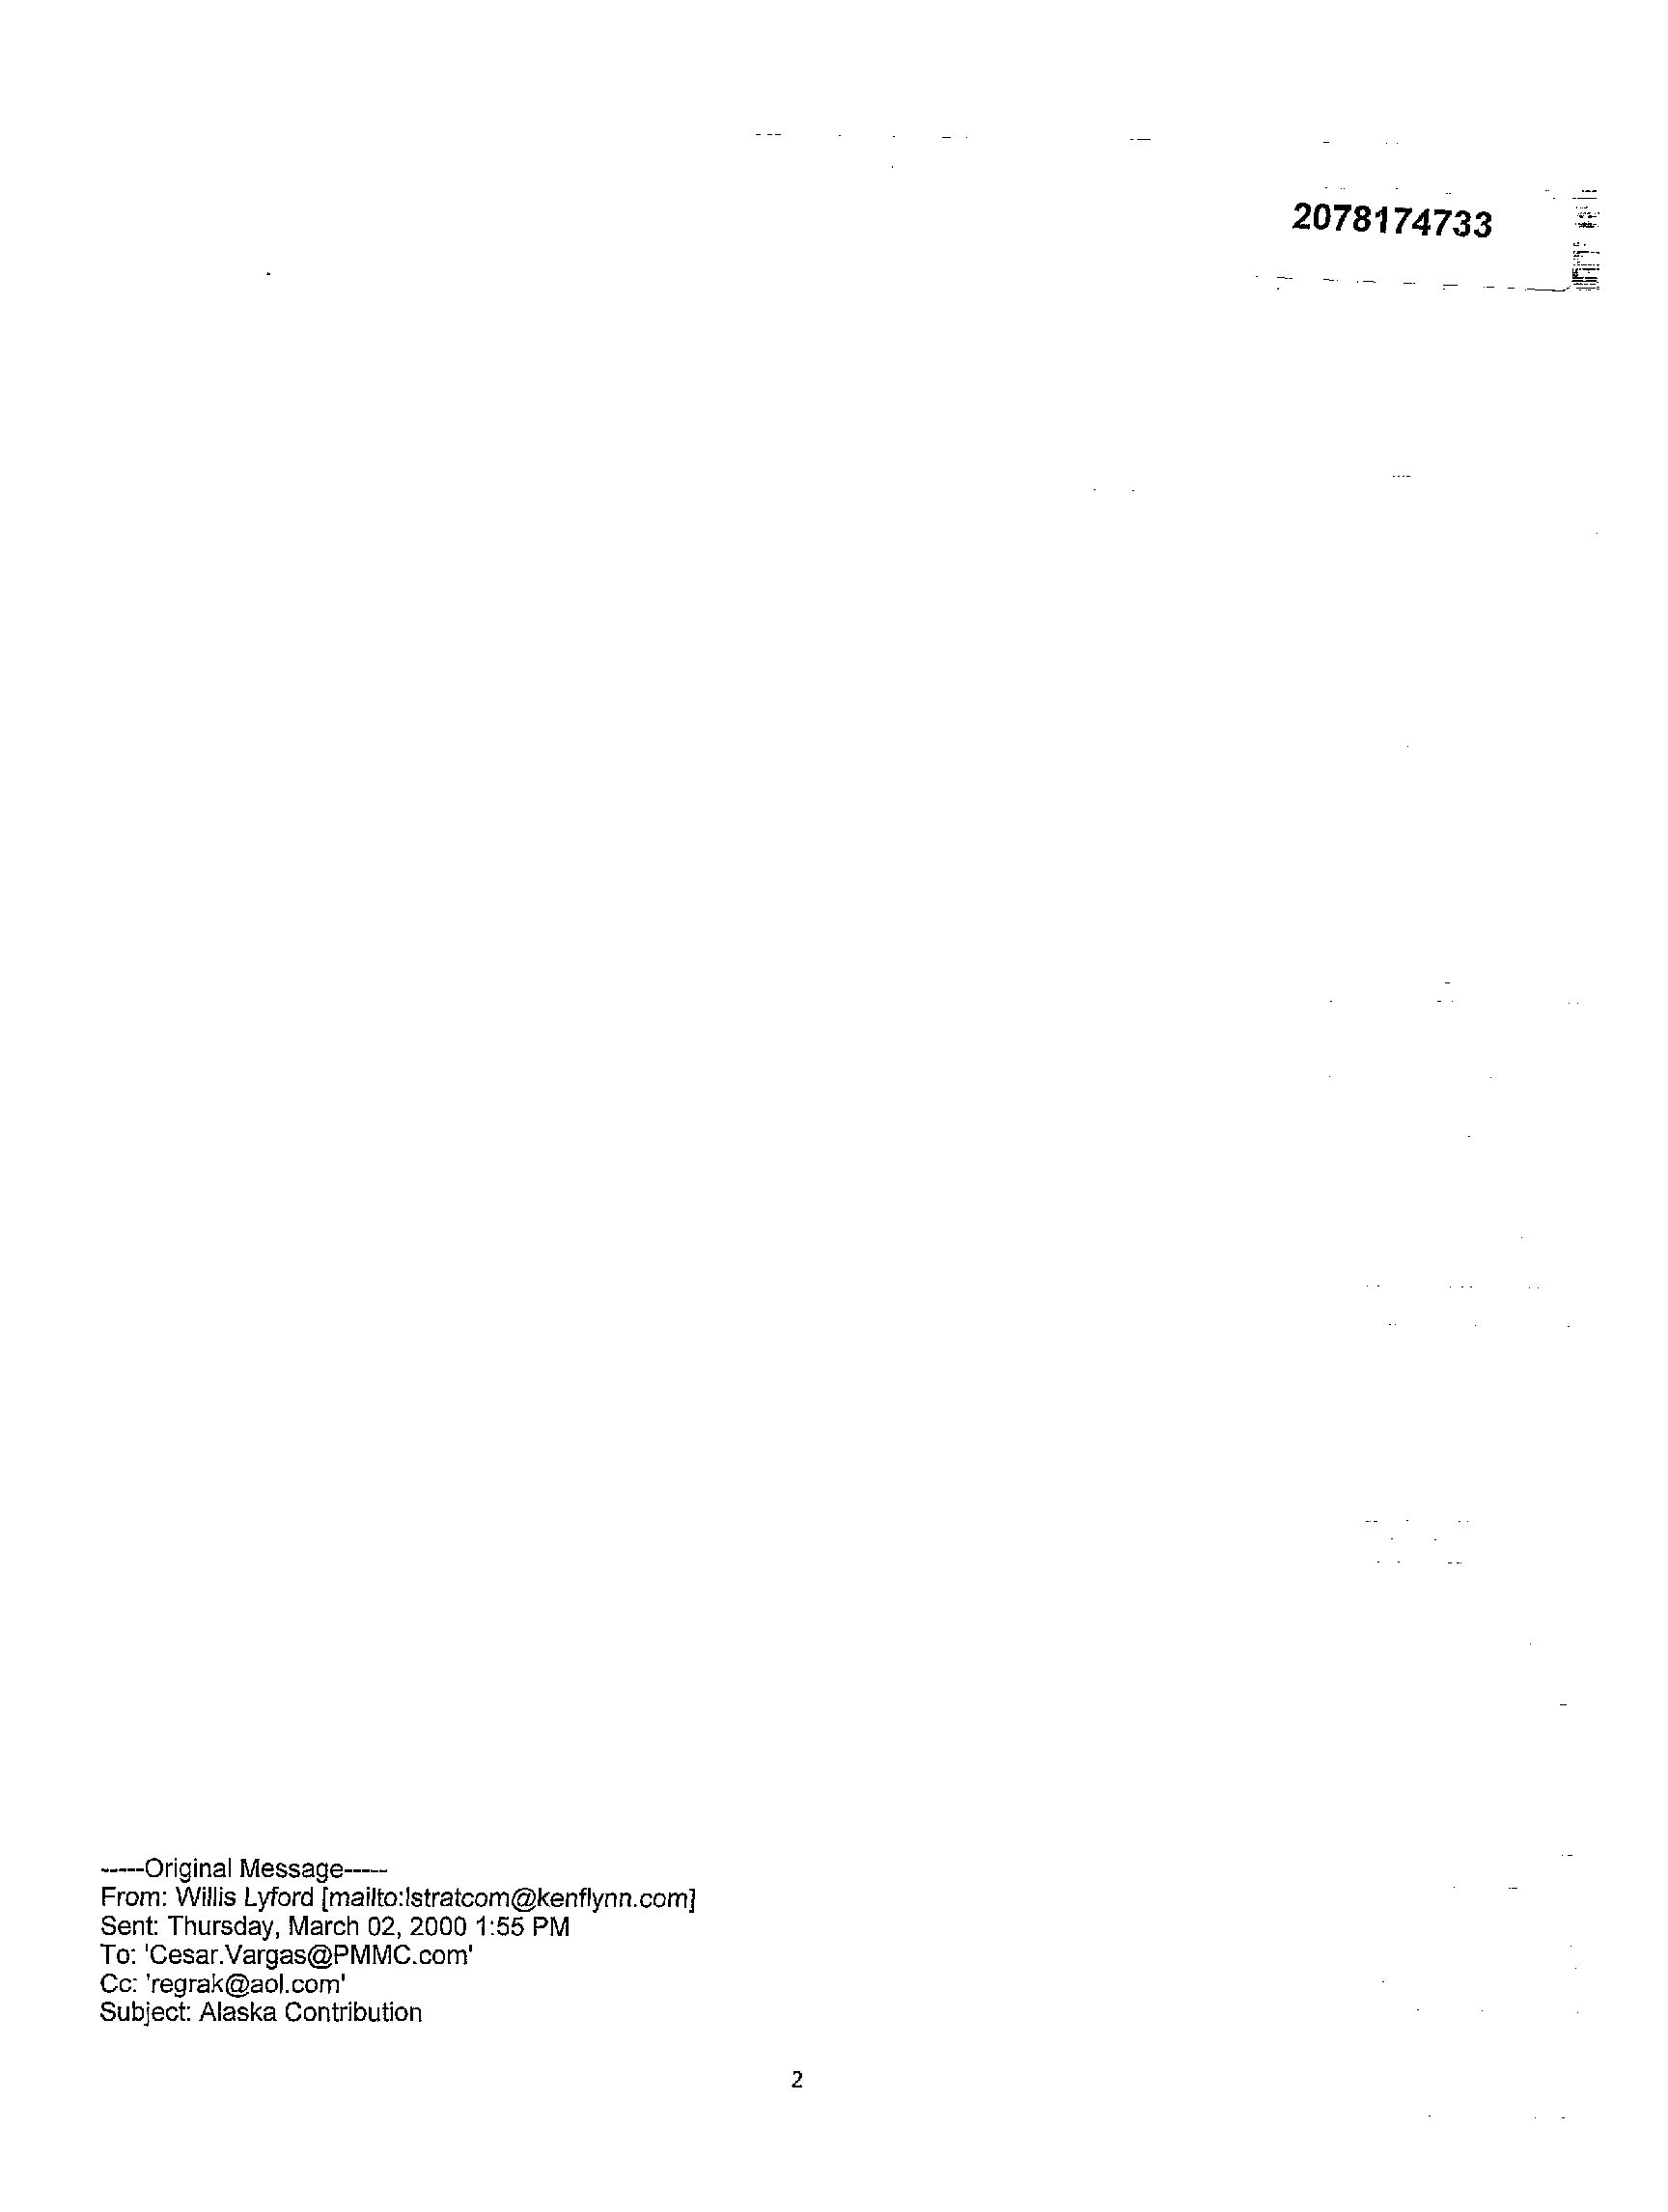 2078174733
-----Original Message-----
From: Willis Lyford [mailto:lstratcom@kenflynn.com]
Sent: Thursday, March 02, 2000 1:55 PM
To: 'Cesar.Vargas@PMMC.com'
Cc: 'regrak@aol.com'
Subject: Alaska Contribution
2